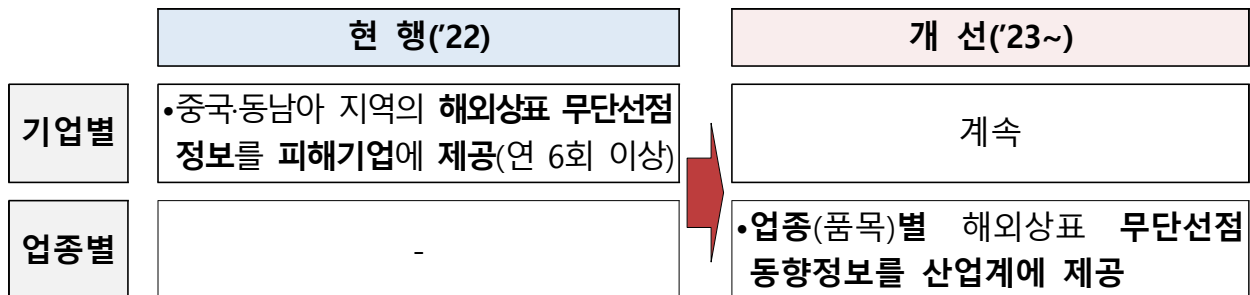 현 행(’22)
개 선(’23~)
기업별
•중국·동남아 지역의 해외상표 무단선점
정보를 피해기업에 제공(연 6회 이상)
계속
업종별
-
•업종(품목)별 해외상표 무단선점
동향정보를 산업계에 제공